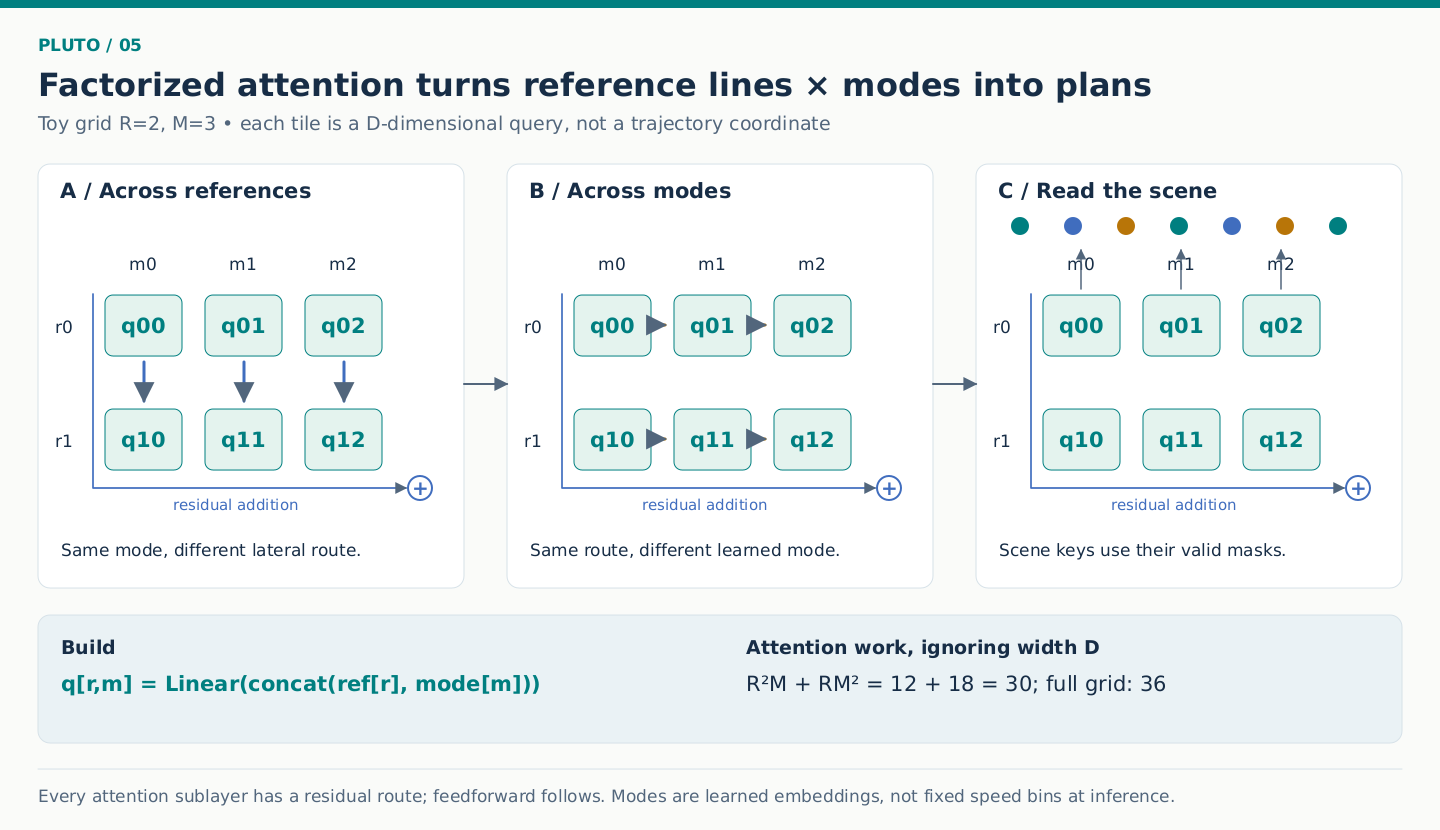 PLUTO / 05
Factorized attention turns reference lines × modes into plans
Toy grid R=2, M=3 • each tile is a D-dimensional query, not a trajectory coordinate
A / Across references
m0 m1 m2
r0 q00 q01 q02
r1 q10 q11 q12
+
residual addition
Same mode, different lateral route.
B / Across modes
m0 m1 m2
r0 q00 q01 q02
r1 q10 q11 q12
+
residual addition
Same route, different learned mode.
C / Read the scene
m0 m1 m2
r0 q00 q01 q02
r1 q10 q11 q12
+
residual addition
Scene keys use their valid masks.
Build
q[r,m] = Linear(concat(ref[r], mode[m]))
Attention work, ignoring width D
R²M + RM² = 12 + 18 = 30; full grid: 36
Every attention sublayer has a residual route; feedforward follows. Modes are learned embeddings, not fixed speed bins at inference.